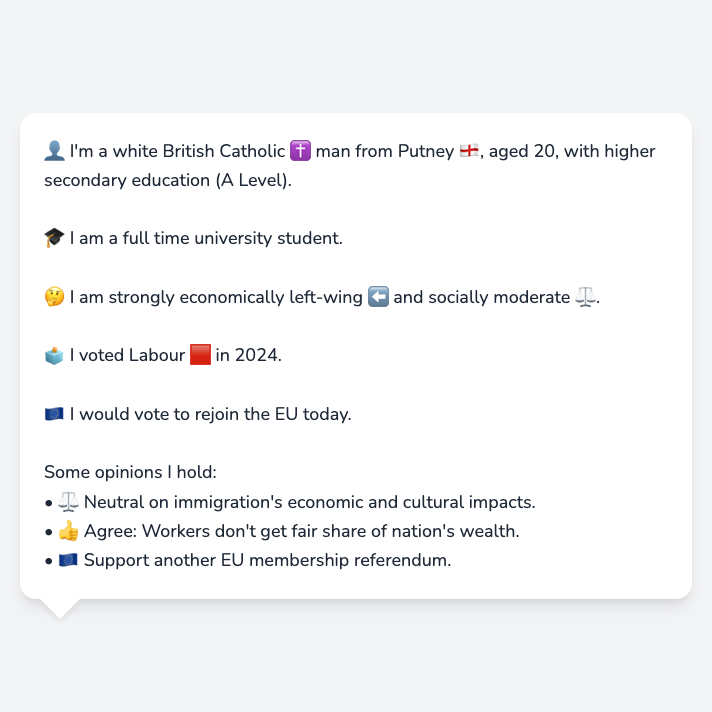 👤 I'm a white British Catholic ✝️ man from Putney 🏴󠁧󠁢󠁥󠁮󠁧󠁿, aged 20, with higher
secondary education (A Level).
🎓 I am a full time university student.
🤔 I am strongly economically left-wing ⬅️ and socially moderate ⚖️.
🗳️ I voted Labour 🟥 in 2024.
🇪🇺 I would vote to rejoin the EU today.
Some opinions I hold:
• ⚖️ Neutral on immigration's economic and cultural impacts.
• 👍 Agree: Workers don't get fair share of nation's wealth.
• 🇪🇺 Support another EU membership referendum.